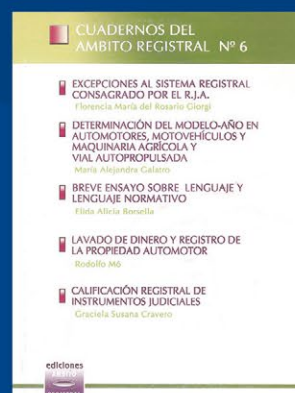 CUADERNOS DEL
AMBITO REGISTRAL Nº 6
EXCEPCIONES AL SISTEMA REGISTRAL
CONSAGRADO POR EL R.J.A.
Florencia María del Rosario Giorgi
DETERMINACIÓN DEL MODELO-AÑO EN
AUTOMOTORES, MOTOVEHÍCULOS Y
MAQUINARIA AGRÍCOLA Y
VIAL AUTOPROPULSADA
María Alejandra
BREVE ENSAYO SOBRE LENGUAJE Y
LENGUAJE NORMATIVO
Elida Alicia Borsella
LAVADO DE DINERO Y REGISTRO DE
LA PROPIEDAD AUTOMOTOR
Rodolfo
CALIFICACIÓN REGISTRAL DE
INSTRUMENTOS JUDICIALES
Graciela Susana Cravero
ediciones